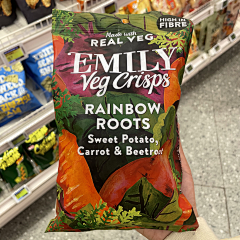 Made with
REAL VEG
HIGH in
FIBRE
EMILY
Veg Crisps
RAINBOW
ROOTS
Sweet Potato,
Carrot & Beetroot